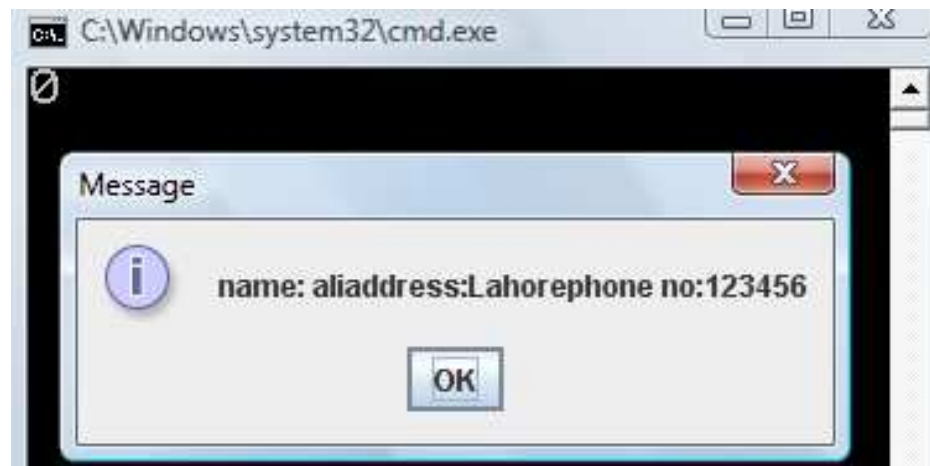 C:\Windows\system32\cmd.exe
0
Message
name: aliaddress:Lahorephone no:123456
OK